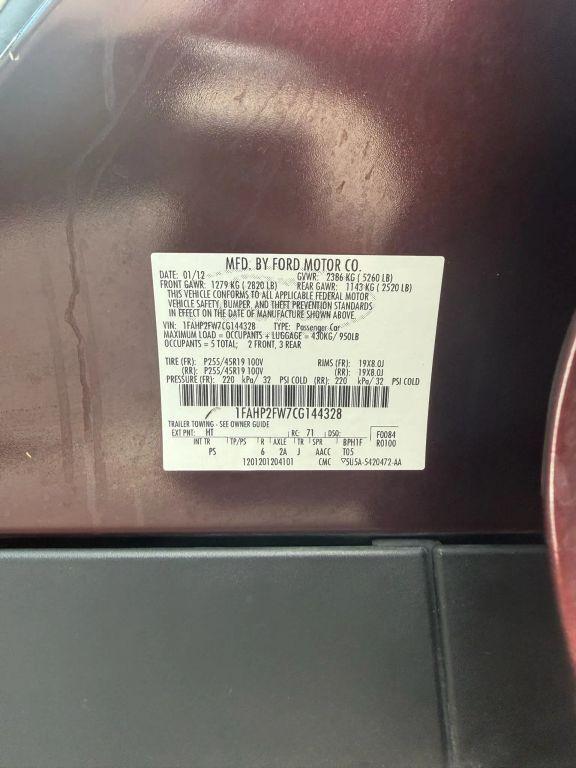 MFD. BY FORD MOTOR CO.
DATE: 01/12 GVWR: 2386 KG ( 5260 LB)
FRONT GAWR: 1279 KG ( 2820 LB) REAR GAWR: 1143 KG ( 2520 LB)
THIS VEHICLE CONFORMS TO ALL APPLICABLE FEDERAL MOTOR
VEHICLE SAFETY, BUMPER, AND THEFT PREVENTION STANDARDS
IN EFFECT ON THE DATE OF MANUFACTURE SHOWN ABOVE.
VIN: 1FAHP2FW7CG144328 TYPE: Passenger Car
MAXIMUM LOAD = OCCUPANTS + LUGGAGE = 430KG/ 950LB
OCCUPANTS = 5 TOTAL; 2 FRONT, 3 REAR
TIRE (FR): P255/45R19 100V RIMS (FR): 19X8.0J
(RR): P255/45R19 100V (RR): 19X8.0J
PRESSURE (FR): 220 kPa/ 32 PSI COLD (RR): 220 kPa/ 32 PSI COLD
1FAHP2FW7CG144328
TRAILER TOWING - SEE OWNER GUIDE
EXT PNT: HT RC: 71 DSO: F0084
INT TR TP/PS R AXLE TR SPR BPH1F R0100
PS 6 2A J AACC T05
1201201204101 CMC 5U5A-5420472-AA